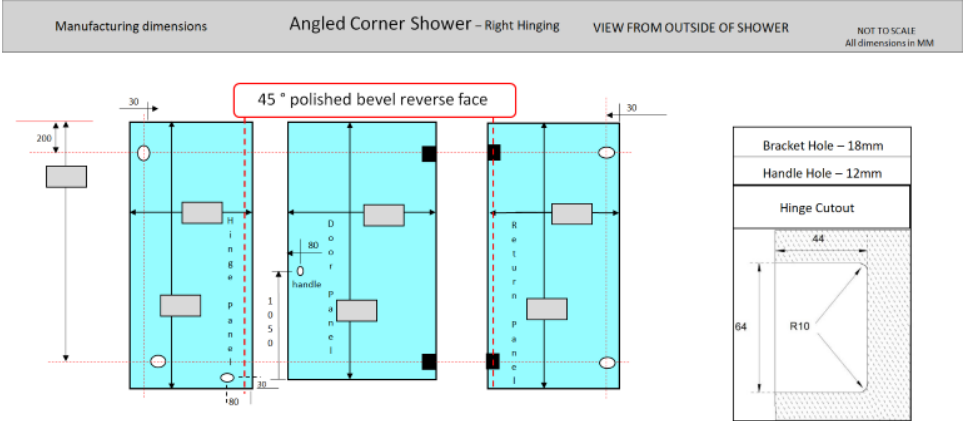 Manufacturing dimensions
Angled Corner Shower – Right Hinging
VIEW FROM OUTSIDE OF SHOWER
NOT TO SCALE
All dimensions in MM
45 ° polished bevel reverse face
30
30
200
Hinge panel
Door panel
Return panel
80
handle
1050
30
80
Bracket Hole – 18mm
Handle Hole – 12mm
Hinge Cutout
44
64
R10